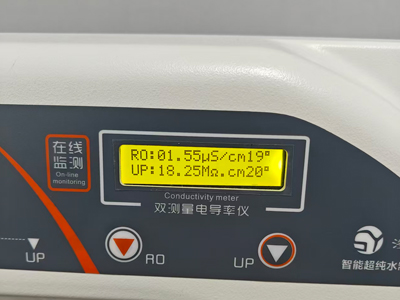 在线
监测
On-line
monitoring
RO:01.55µS/cm19°
UP:18.25MΩ.cm20°
Conductivity meter
双测量电导率仪
UP
RO
UP
智能超纯水